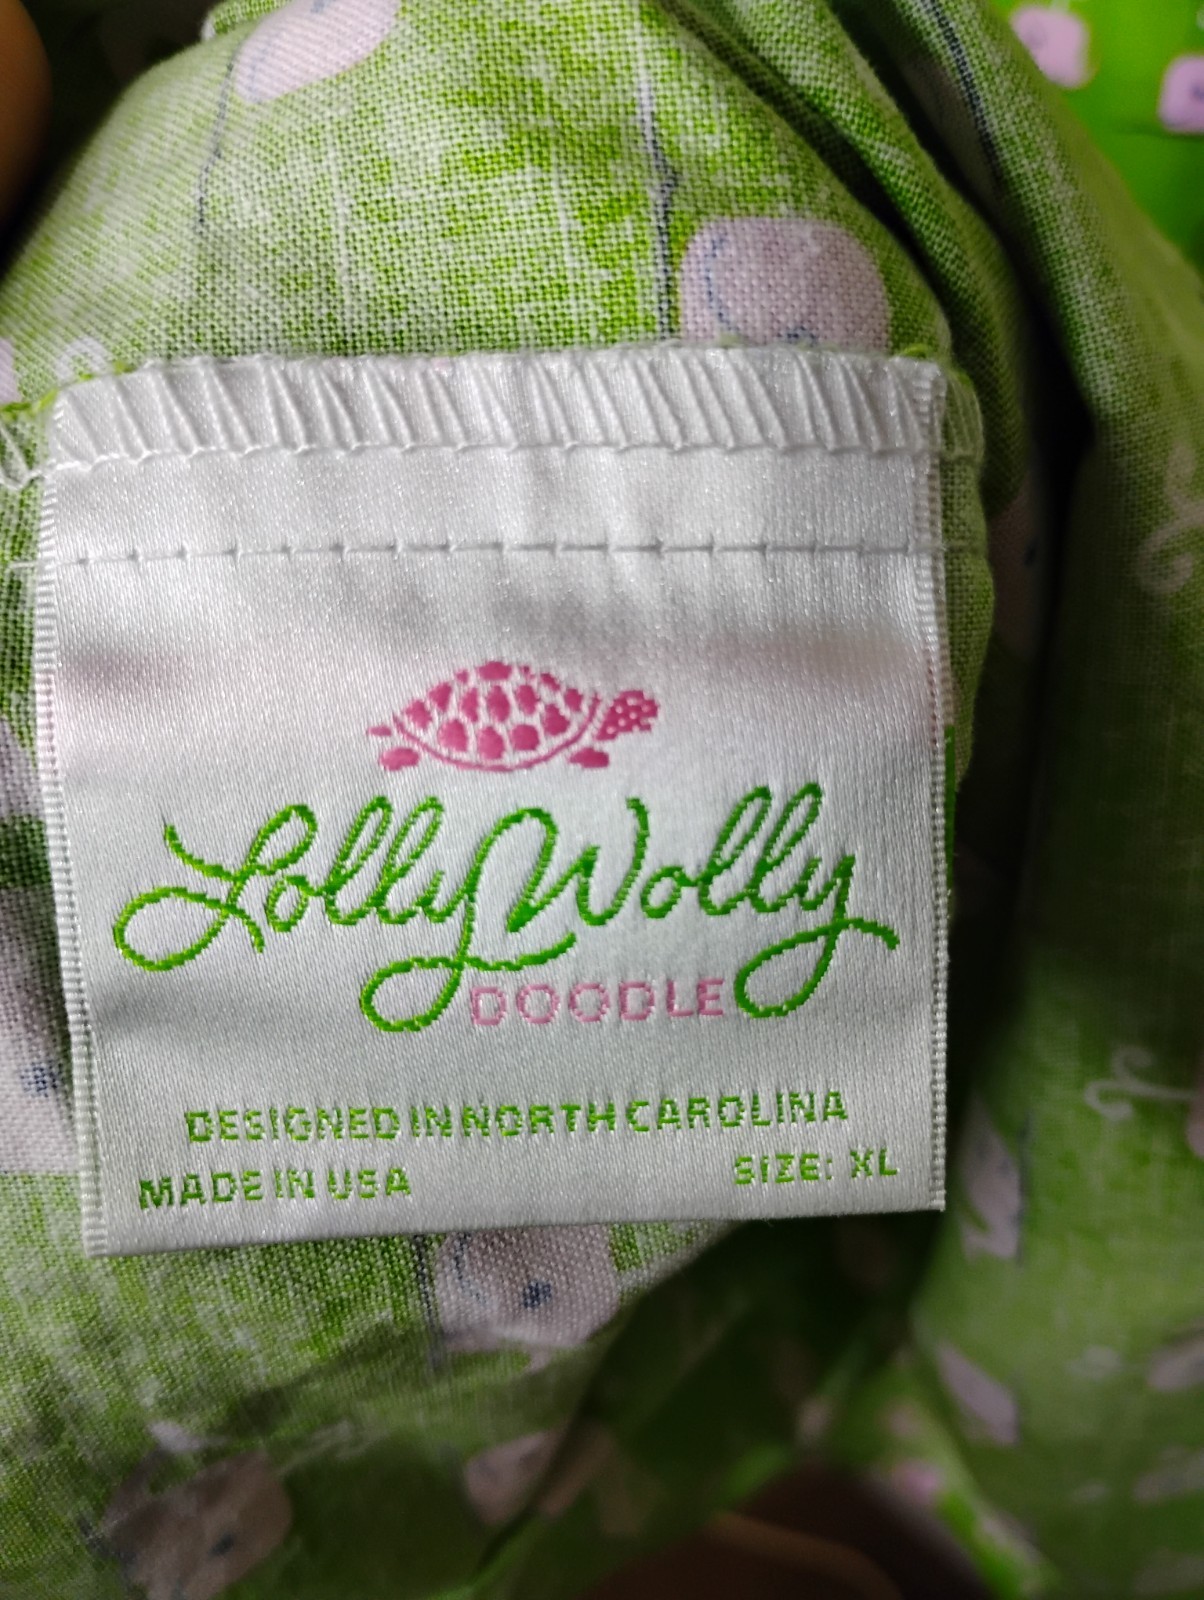 Lolly Wolly
DOODLE
DESIGNED IN NORTH CAROLINA
MADE IN USA SIZE: XL